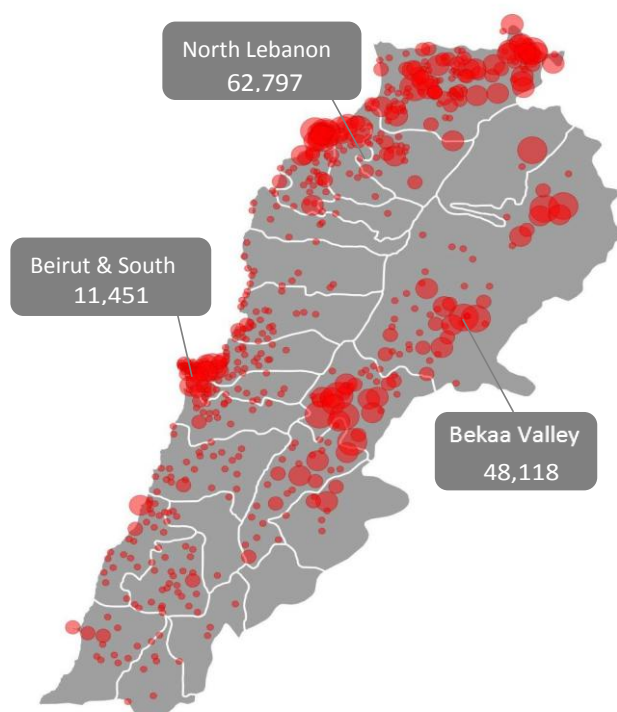 North Lebanon
62,797
Beirut & South
11,451
Bekaa Valley
48,118